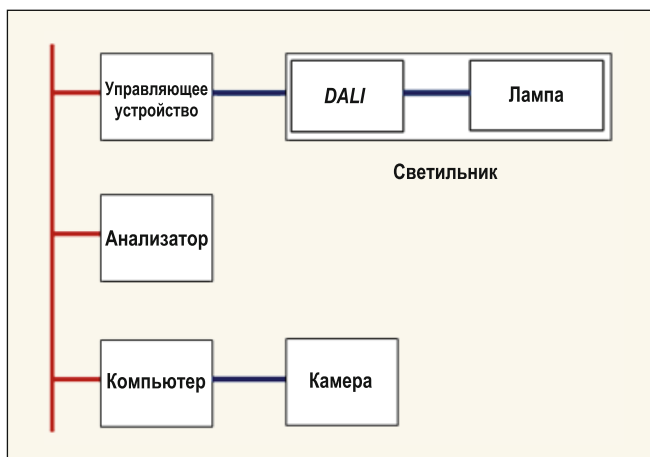 Управляющее
устройство
DALI
Лампа
Светильник
Анализатор
Компьютер
Камера